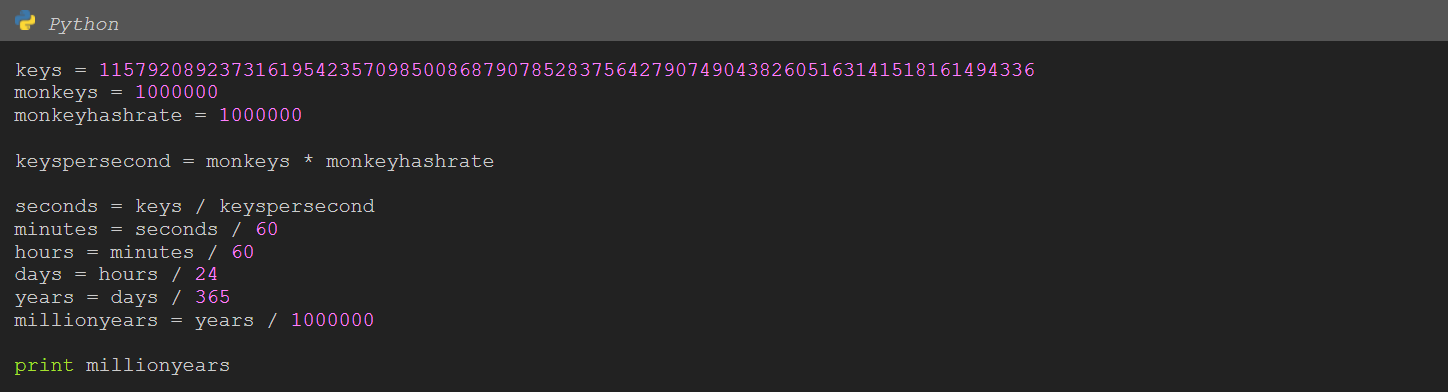 Python
keys = 115792089237316195423570985008687907852837564279074904382605163141518161494336
monkeys = 1000000
monkeyhashrate = 1000000
keyspersecond = monkeys * monkeyhashrate
seconds = keys / keyspersecond
minutes = seconds / 60
hours = minutes / 60
days = hours / 24
years = days / 365
millionyears = years / 1000000
print millionyears